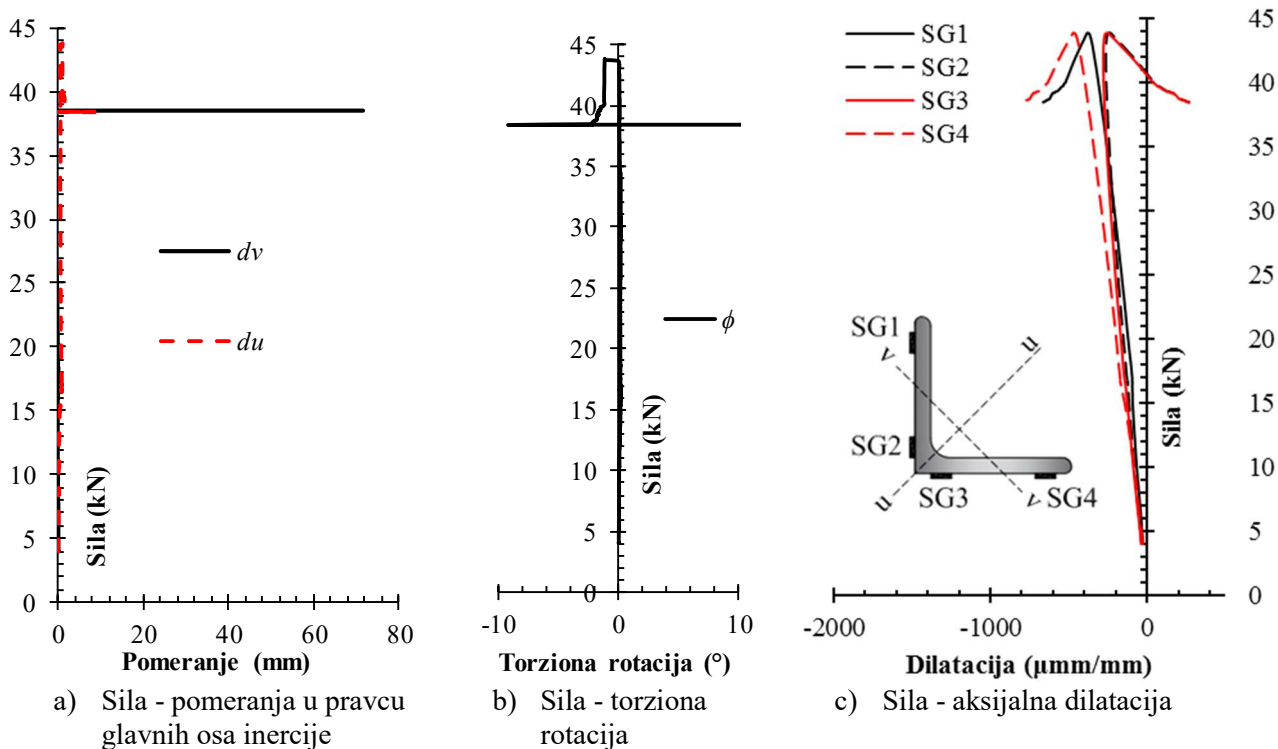 45
40
35
30
25
20
15
10
5
0
Sila (kN)
dv
du
0
20
40
60
80
Pomeranje (mm)
a) Sila - pomeranja u pravcu
glavnih osa inercije
45
40
35
30
25
20
15
10
5
0
Sila (kN)
ϕ
-10
0
10
Torziona rotacija (°)
b) Sila - torziona
rotacija
SG1
SG2
SG3
SG4
45
40
35
30
25
20
15
10
5
0
Sila (kN)
SG1
v
u
SG2
u
SG3
v
SG4
-2000
-1000
0
Dilatacija (µmm/mm)
c) Sila - aksijalna dilatacija